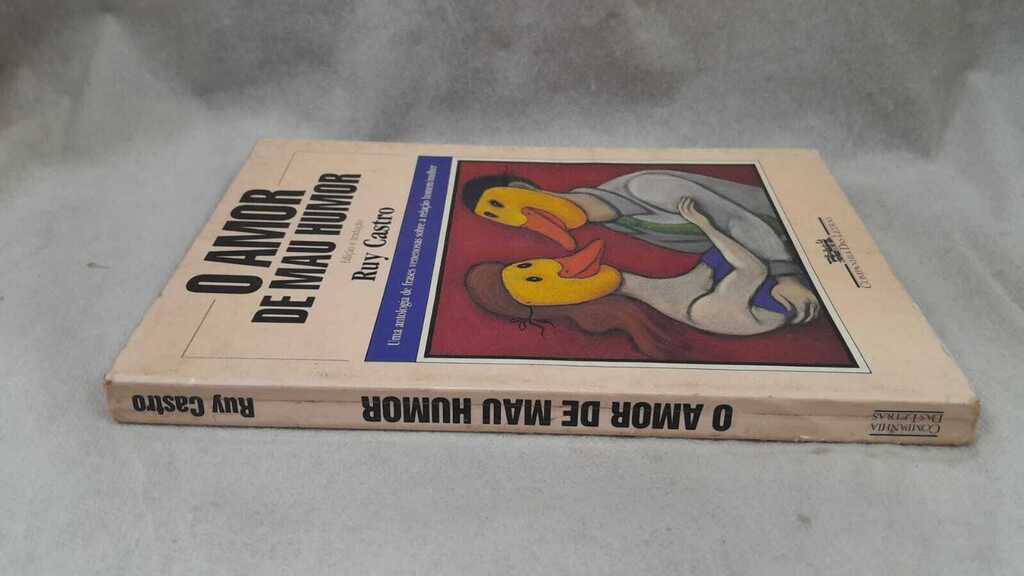 O AMOR
DE MAU HUMOR
Edição e tradução
Ruy Castro
Uma antologia de frases venenosas sobre a relação homem-mulher
COMPANHIA DAS LETRAS
Ruy Castro
O AMOR DE MAU HUMOR
COMPANHIA
DAS LETRAS